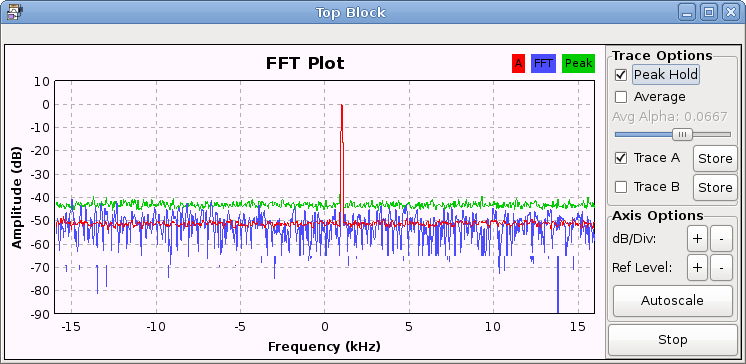 Top Block
FFT Plot
A FFT Peak
10
0
-10
-20
-30
-40
-50
-60
-70
-80
-90
Amplitude (dB)
-15 -10 -5 0 5 10 15
Frequency (kHz)
Trace Options
Peak Hold
Average
Avg Alpha: 0.0667
Trace A Store
Trace B Store
Axis Options
dB/Div: + -
Ref Level: + -
Autoscale
Stop